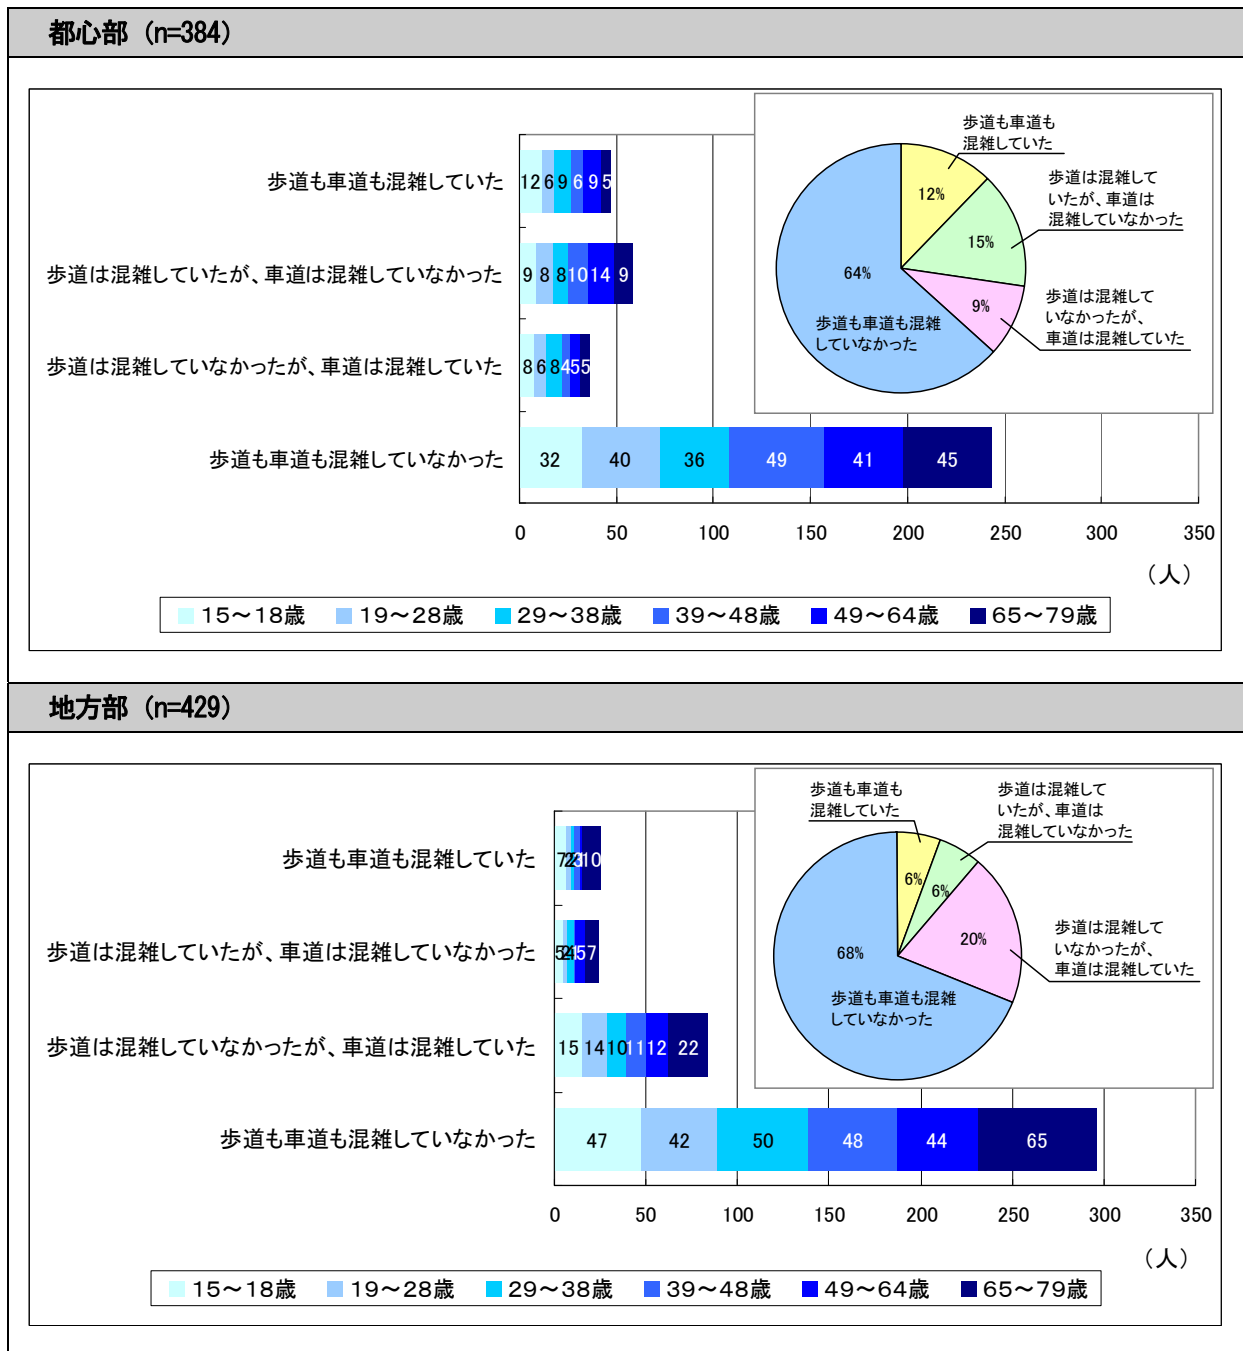 都心部（n=384）
歩道も車道も
混雑していた
歩道は混雑して
いたが、車道は
混雑していなかった
歩道は混雑して
いなかったが、
車道は混雑していた
歩道も車道も混雑
していなかった
12%
15%
9%
64%
歩道も車道も混雑していた
12 6 9 6 9 5
歩道は混雑していたが、車道は混雑していなかった
9 8 8 10 14 9
歩道は混雑していなかったが、車道は混雑していた
8 6 8 4 5 5
歩道も車道も混雑していなかった
32 40 36 49 41 45
0 50 100 150 200 250 300 350
（人）
15～18歳 19～28歳 29～38歳 39～48歳 49～64歳 65～79歳
地方部（n=429）
歩道も車道も
混雑していた
歩道は混雑して
いたが、車道は
混雑していなかった
歩道は混雑して
いなかったが、
車道は混雑していた
歩道も車道も混雑
していなかった
6%
6%
20%
68%
歩道も車道も混雑していた
7 10
歩道は混雑していたが、車道は混雑していなかった
5 5 7
歩道は混雑していなかったが、車道は混雑していた
15 14 10 11 12 22
歩道も車道も混雑していなかった
47 42 50 48 44 65
0 50 100 150 200 250 300 350
（人）
15～18歳 19～28歳 29～38歳 39～48歳 49～64歳 65～79歳